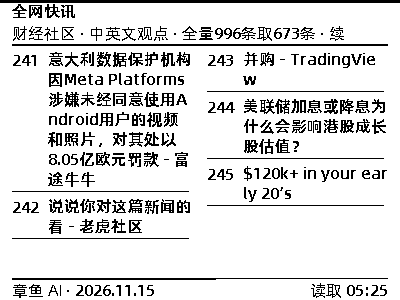 全网快讯
财经社区 · 中英文观点 · 全量996条取673条 · 续
241 意大利数据保护机构
因Meta Platforms
涉嫌未经同意使用A
ndroid用户的视频
和照片，对其处以
8.05亿欧元罚款 - 富
途牛牛
242 说说你对这篇新闻的
看 - 老虎社区
243 并购 - TradingVie
w
244 美联储加息或降息为
什么会影响港股成长
股估值？
245 $120k+ in your ear
ly 20's
章鱼 AI · 2026.11.15
读取 05:25